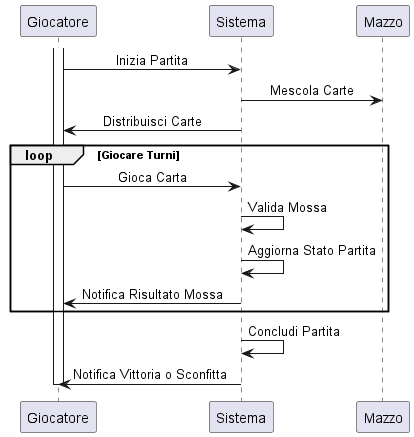 Giocatore Sistema Mazzo
Inizia Partita
Mescola Carte
Distribuisci Carte
loop [Giocare Turni]
Gioca Carta
Valida Mossa
Aggiorna Stato Partita
Notifica Risultato Mossa
Concludi Partita
Notifica Vittoria o Sconfitta
Giocatore Sistema Mazzo